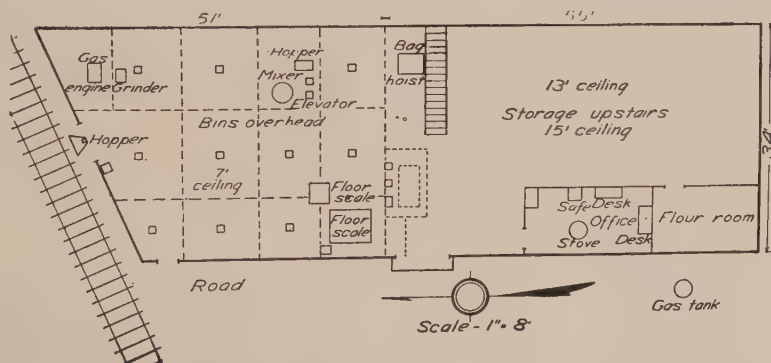 51'
Gas
engine
Grinder
Hopper
Mixer
Elevator
Bag
hoist
13' ceiling
Storage upstairs
15' ceiling
34'
Bins overhead
Hopper
7'
ceiling
Floor
scale
Floor
scale
Safe
Desk
Office
Desk
Stove
Flour room
Road
Scale - 1" = 8'
Gas tank